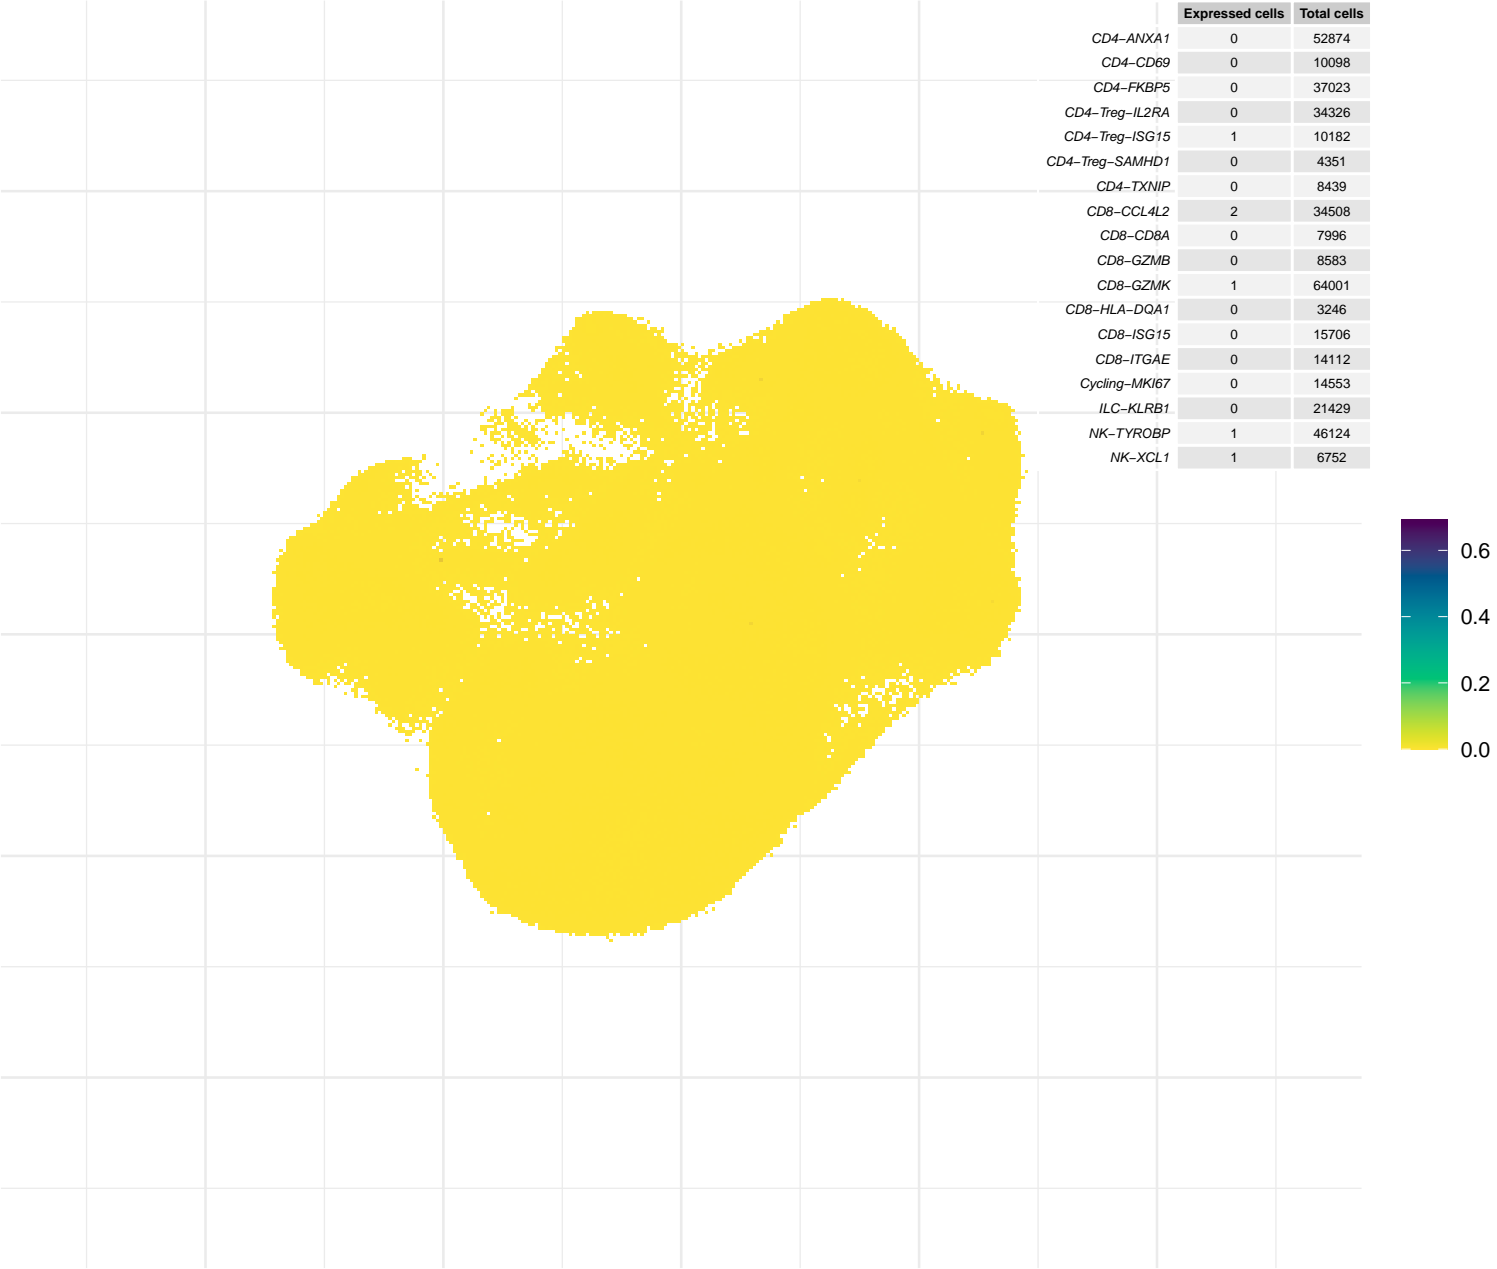 Expressed cells Total cells
CD4−ANXA1 0 52874
CD4−CD69 0 10098
CD4−FKBP5 0 37023
CD4−Treg−IL2RA 0 34326
CD4−Treg−ISG15 1 10182
CD4−Treg−SAMHD1 0 4351
CD4−TXNIP 0 8439
CD8−CCL4L2 2 34508
CD8−CD8A 0 7996
CD8−GZMB 0 8583
CD8−GZMK 1 64001
CD8−HLA−DQA1 0 3246
CD8−ISG15 0 15706
CD8−ITGAE 0 14112
Cycling−MKI67 0 14553
ILC−KLRB1 0 21429
NK−TYROBP 1 46124
NK−XCL1 1 6752
0.6
0.4
0.2
0.0